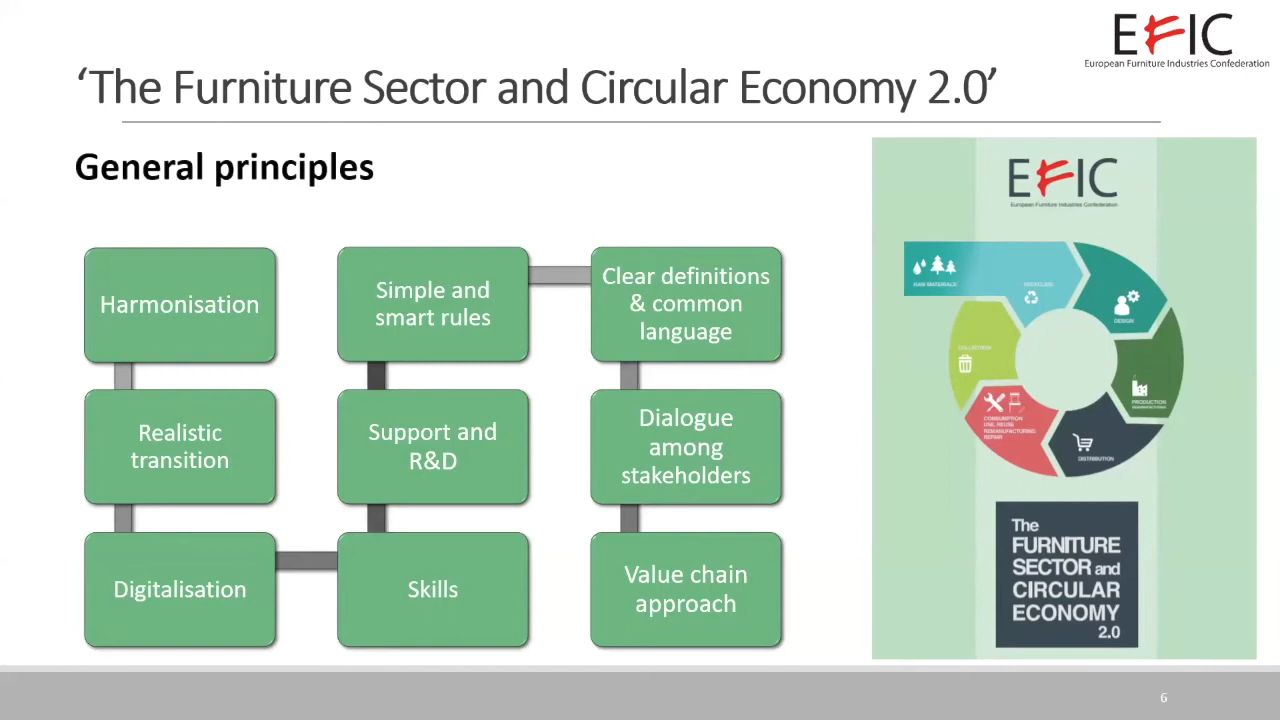 EFIC
European Furniture Industries Confederation
‘The Furniture Sector and Circular Economy 2.0’
General principles
Harmonisation
Realistic
transition
Digitalisation
Simple and
smart rules
Support and
R&D
Skills
Clear definitions
& common
language
Dialogue
among
stakeholders
Value chain
approach
EFIC
European Furniture Industries Confederation
RAW MATERIALS
RECYCLING
DESIGN
PRODUCTION
REMANUFACTURING
DISTRIBUTION
CONSUMPTION
USE, REUSE
REMANUFACTURING
REPAIR
COLLECTION
The
FURNITURE
SECTOR and
CIRCULAR
ECONOMY
2.0
6